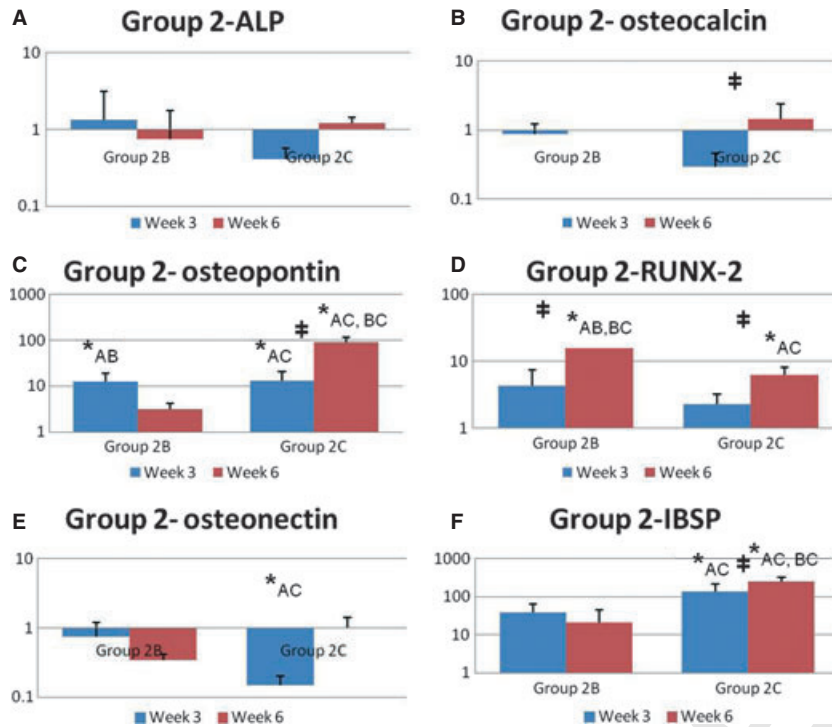 A
Group 2-ALP
10
1
0.1
Group 2B
Group 2C
Week 3 Week 6
B
Group 2- osteocalcin
10
1
0.1
Group 2B
Group 2C
‡
Week 3 Week 6
C
Group 2- osteopontin
1000
100
10
1
*AB
*AC
‡
*AC, BC
Group 2B
Group 2C
Week 3 Week 6
D
Group 2-RUNX-2
100
10
1
‡
*AB,BC
‡
*AC
Group 2B
Group 2C
Week 3 Week 6
E
Group 2- osteonectin
10
1
0.1
*AC
Group 2B
Group 2C
Week 3 Week 6
F
Group 2-IBSP
1000
100
10
1
*AC ‡ *AC, BC
Group 2B
Group 2C
Week 3 Week 6